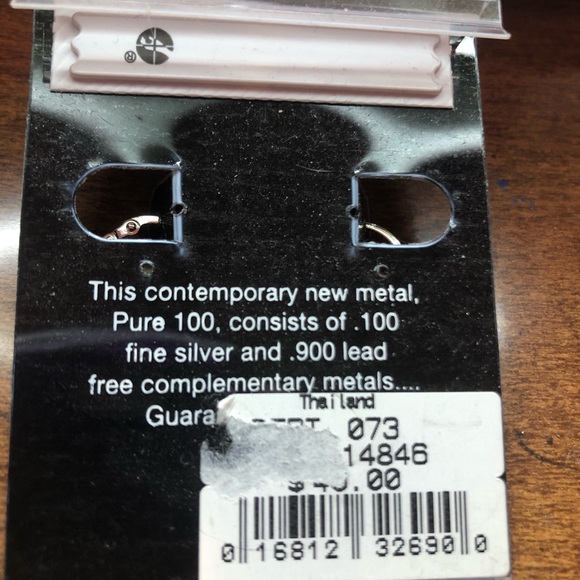 ®
This contemporary new metal,
Pure 100, consists of .100
fine silver and .900 lead
free complementary metals....
Thailand
073
14846
0 16812 32690 0